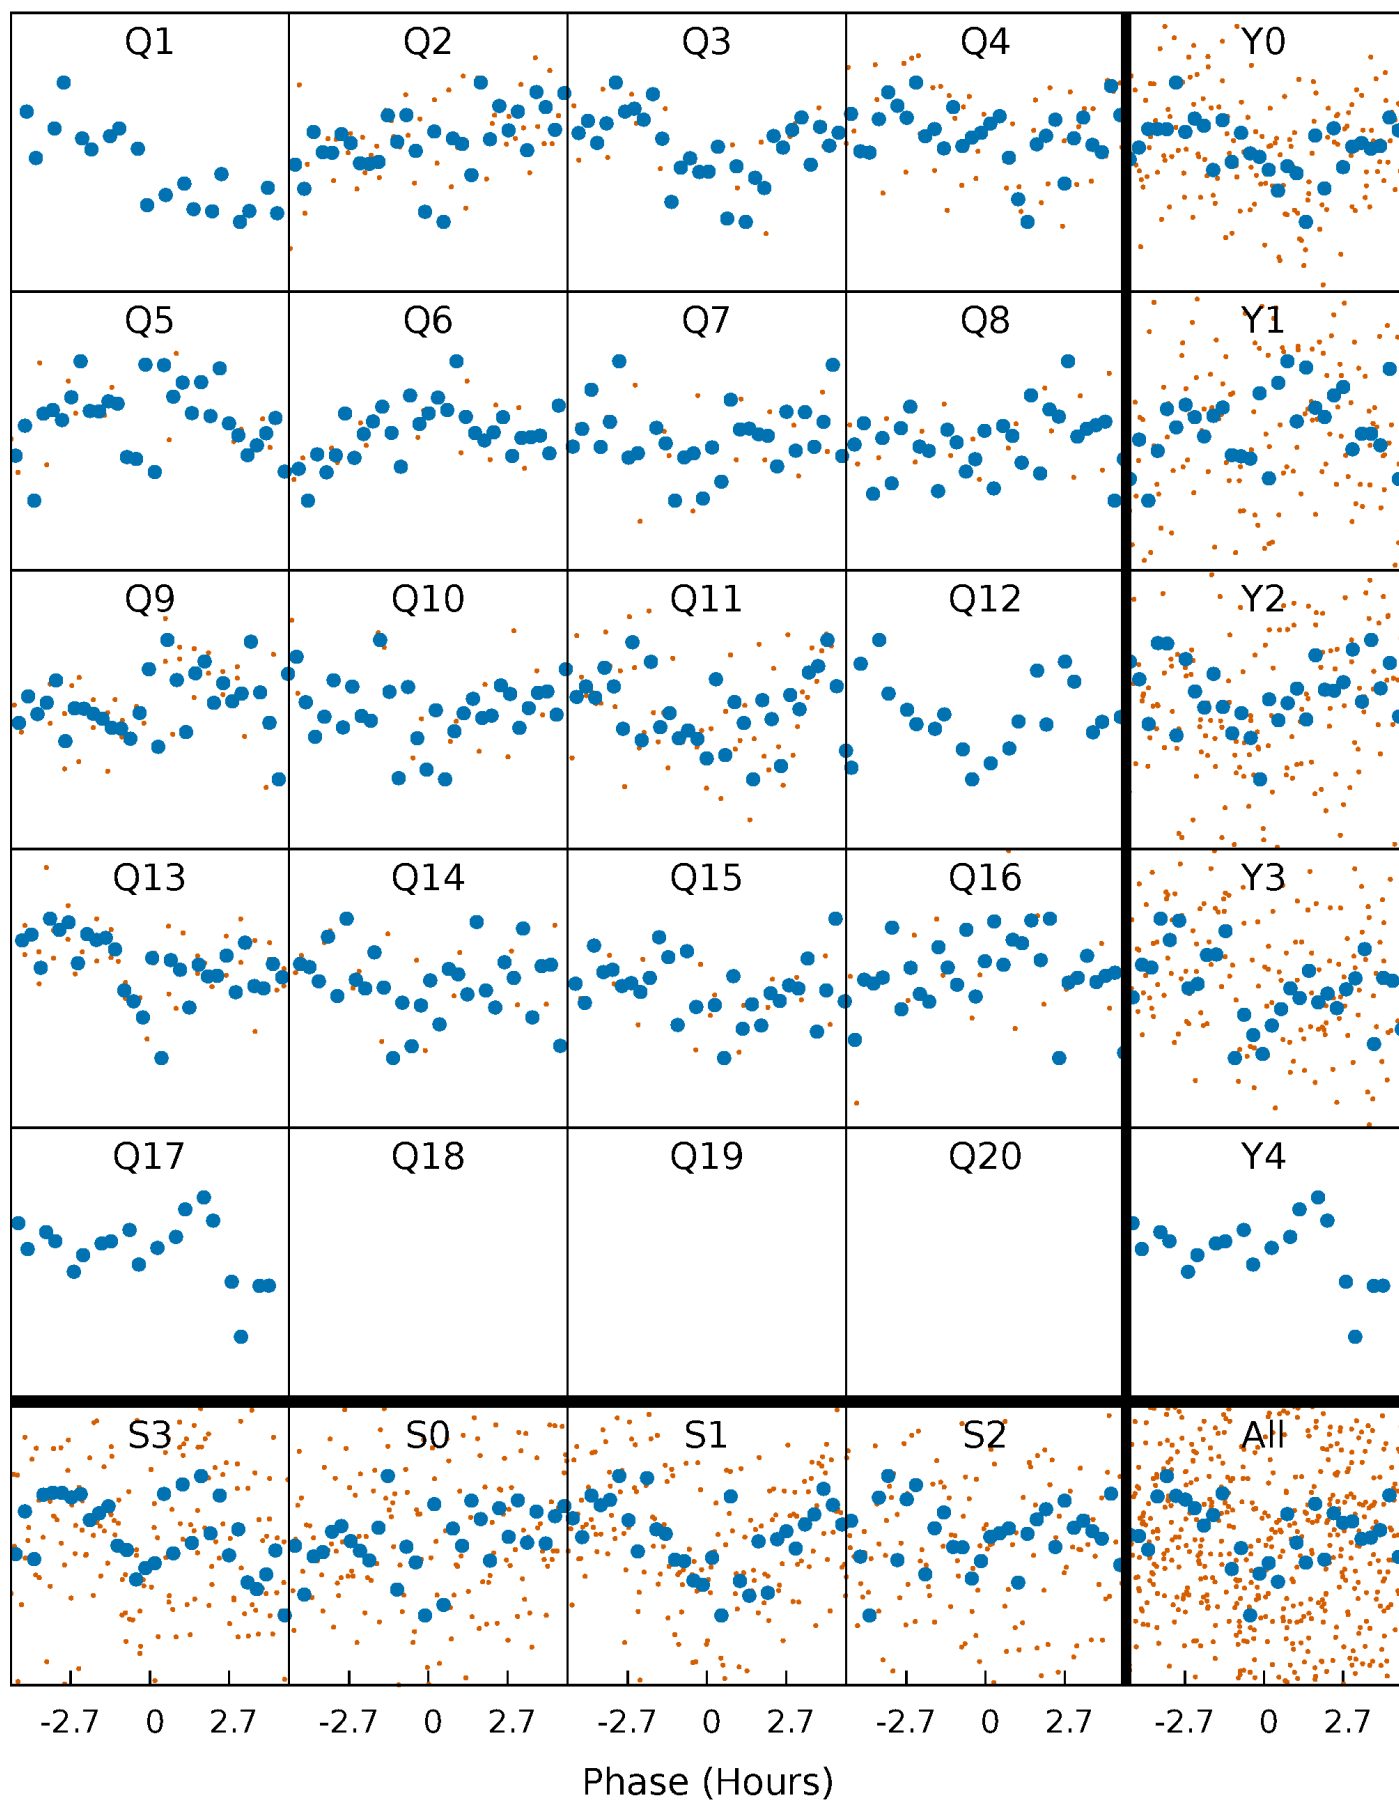 Q1 Q2 Q3 Q4 Y0
Q5 Q6 Q7 Q8 Y1
Q9 Q10 Q11 Q12 Y2
Q13 Q14 Q15 Q16 Y3
Q17 Q18 Q19 Q20 Y4
S3 S0 S1 S2 All
-2.7 0 2.7 -2.7 0 2.7 -2.7 0 2.7 -2.7 0 2.7 -2.7 0 2.7
Phase (Hours)